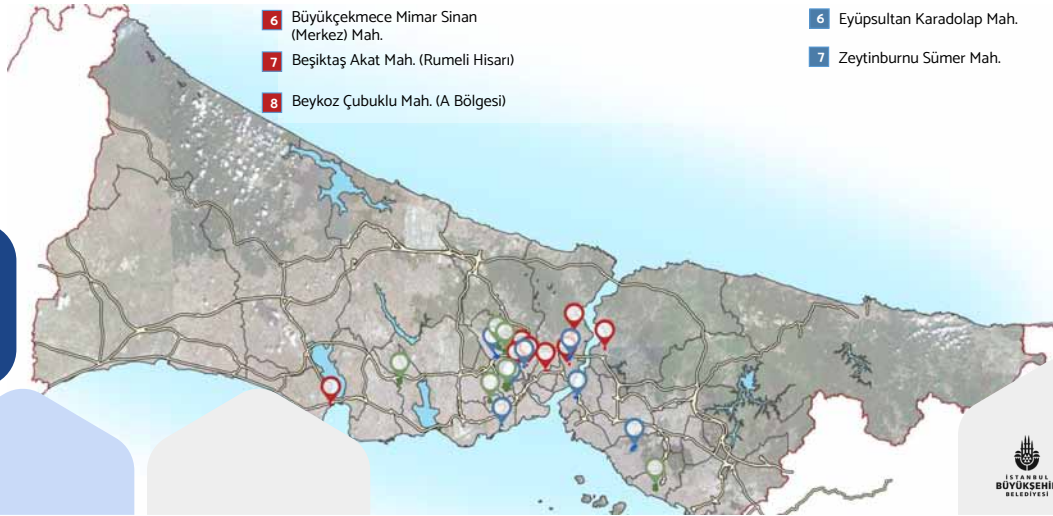 6 Büyükçekmece Mimar Sinan
(Merkez) Mah.
7 Beşiktaş Akat Mah. (Rumeli Hisarı)
8 Beykoz Çubuklu Mah. (A Bölgesi)
6 Eyüpsultan Karadolap Mah.
7 Zeytinburnu Sümer Mah.
İSTANBUL
BÜYÜKŞEHİR
BELEDİYESİ